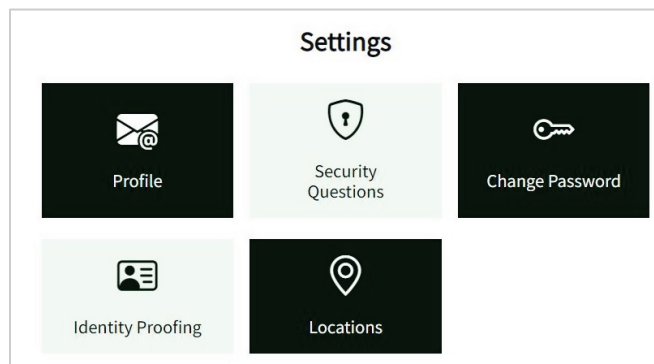 Settings
Profile
Security
Questions
Change Password
Identity Proofing
Locations